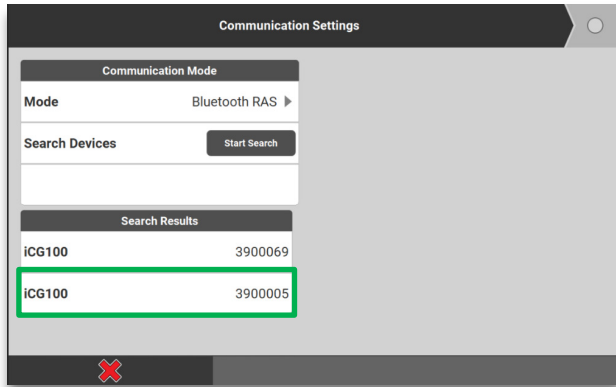 Communication Settings
Communication Mode
Mode Bluetooth RAS
Search Devices Start Search
Search Results
iCG100 3900069
iCG100 3900005